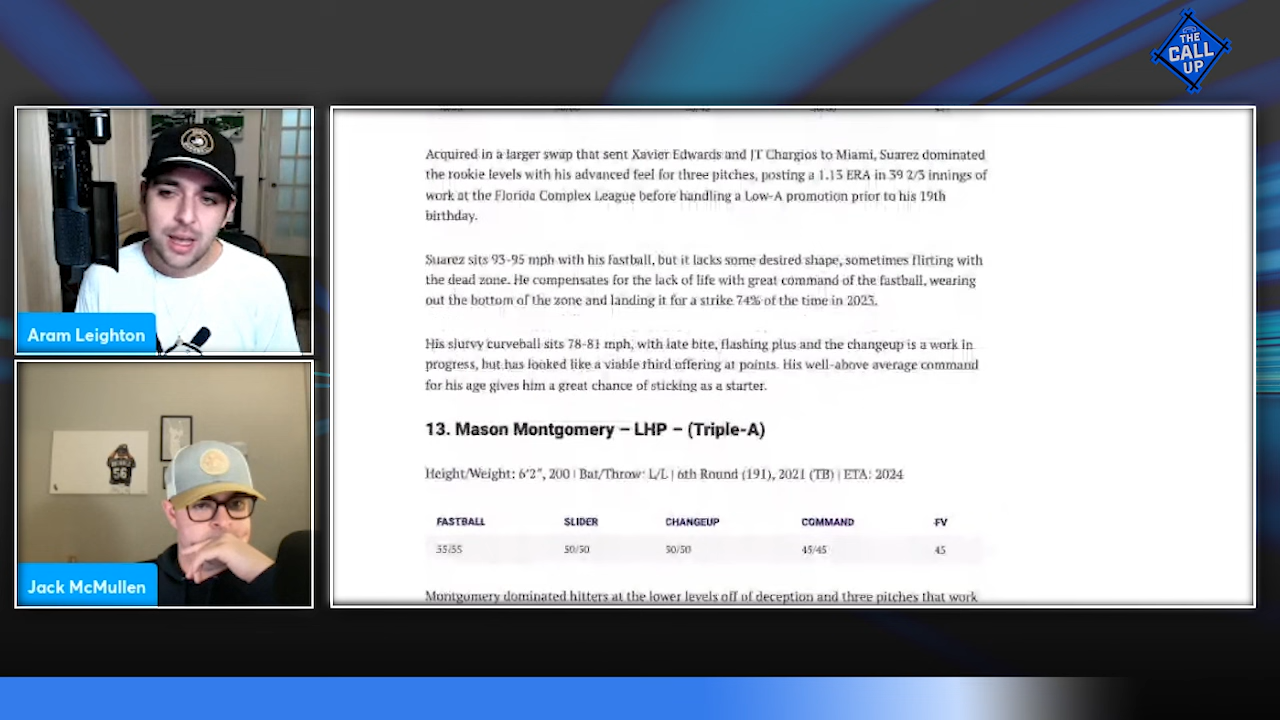 THE
CALL
UP
Aram Leighton
56
Jack McMullen
Acquired in a larger swap that sent Xavier Edwards and JT Chargios to Miami, Suarez dominated
the rookie levels with his advanced feel for three pitches, posting a 1.13 ERA in 39 2/3 innings of
work at the Florida Complex League before handling a Low-A promotion prior to his 19th
birthday.
Suarez sits 93-95 mph with his fastball, but it lacks some desired shape, sometimes flirting with
the dead zone. He compensates for the lack of life with great command of the fastball, wearing
out the bottom of the zone and landing it for a strike 74% of the time in 2023.
His slurvy curveball sits 78-81 mph, with late bite, flashing plus and the changeup is a work in
progress, but has looked like a viable third offering at points. His well-above average command
for his age gives him a great chance of sticking as a starter.
13. Mason Montgomery – LHP – (Triple-A)
Height/Weight: 6'2", 200 | Bat/Throw: L/L | 6th Round (191), 2021 (TB) | ETA: 2024
FASTBALL SLIDER CHANGEUP COMMAND FV
55/55 50/50 50/50 45/45 45
Montgomery dominated hitters at the lower levels off of deception and three pitches that work